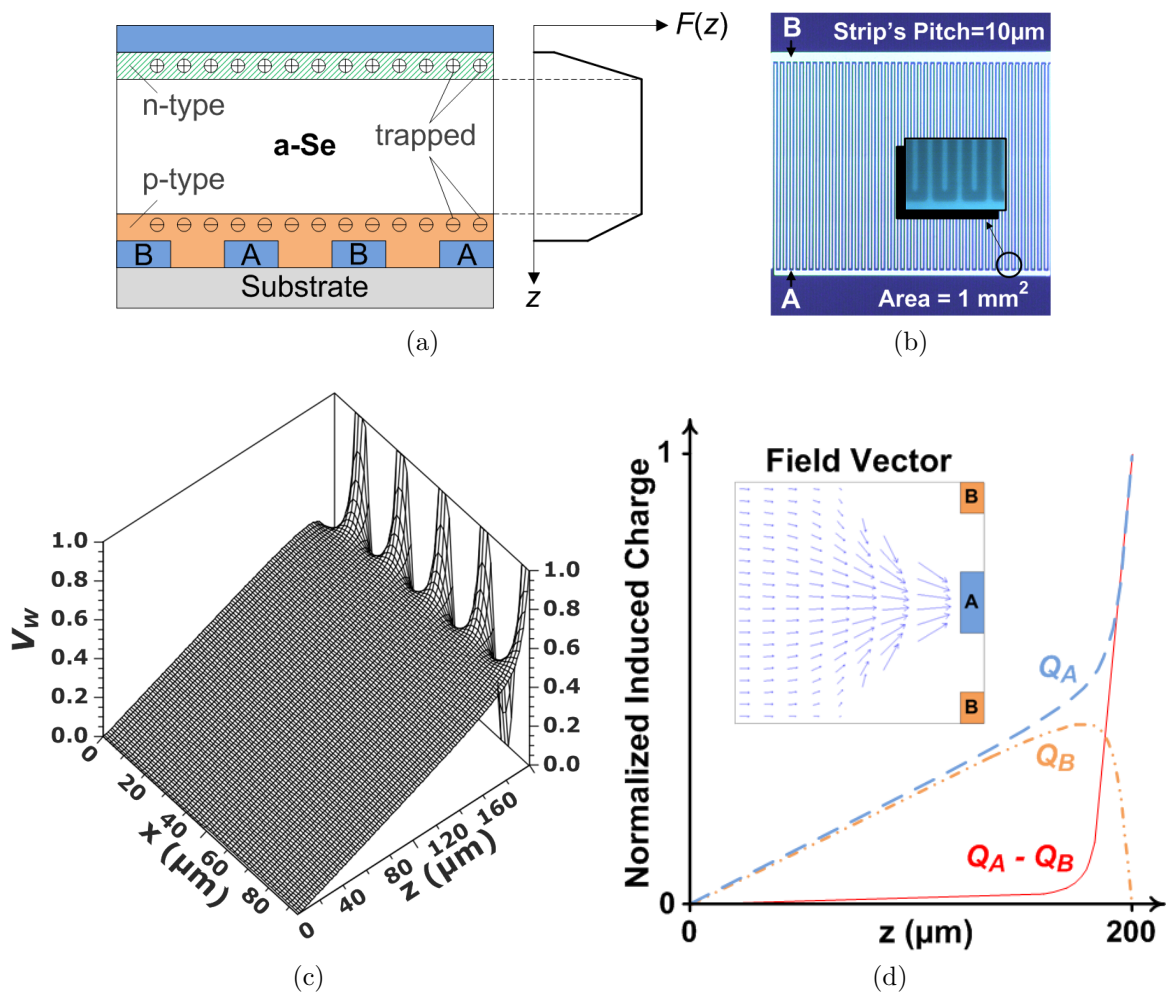 F(z)
n-type
a-Se
trapped
p-type
B A B A
Substrate
z
(a)
B
Strip's Pitch=10μm
A
Area = 1 mm²
(b)
1.0
0.8
0.6
0.4
0.2
0.0
V_w
0
20
40
60
80
x (μm)
0
40
80
120
160
z (μm)
1.0
0.8
0.6
0.4
0.2
0.0
(c)
Normalized Induced Charge
1
0
Field Vector
B
A
B
Q_A
Q_B
Q_A - Q_B
0
z (μm)
200
(d)